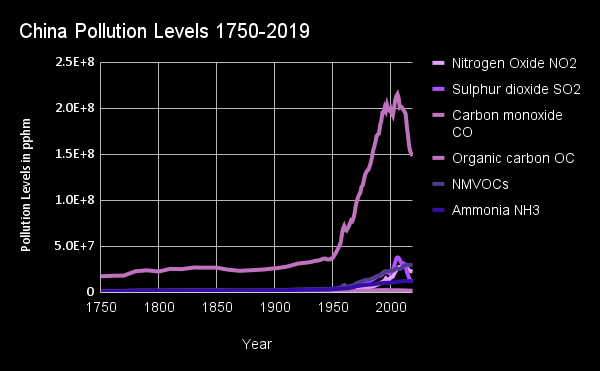 China Pollution Levels 1750-2019
Pollution Levels in pphm
2.5E+8
2.0E+8
1.5E+8
1.0E+8
5.0E+7
0
1750
1800
1850
1900
1950
2000
Year
Nitrogen Oxide NO2
Sulphur dioxide SO2
Carbon monoxide
CO
Organic carbon OC
NMVOCs
Ammonia NH3